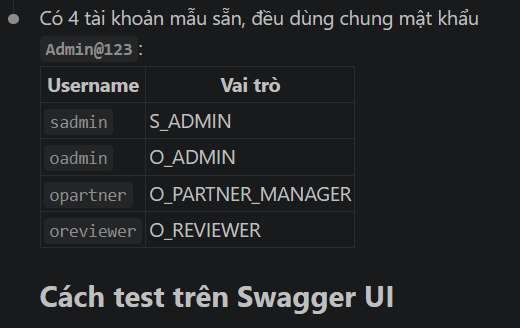 Có 4 tài khoản mẫu sẵn, đều dùng chung mật khẩu
Admin@123:
Username Vai trò
sadmin S_ADMIN
oadmin O_ADMIN
opartner O_PARTNER_MANAGER
oreviewer O_REVIEWER
Cách test trên Swagger UI